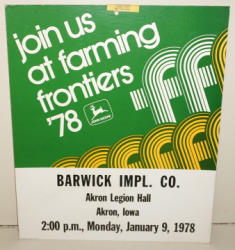 join us
at farming
frontiers
'78
JOHN DEERE
BARWICK IMPL. CO.
Akron Legion Hall
Akron, Iowa
2:00 p.m., Monday, January 9, 1978